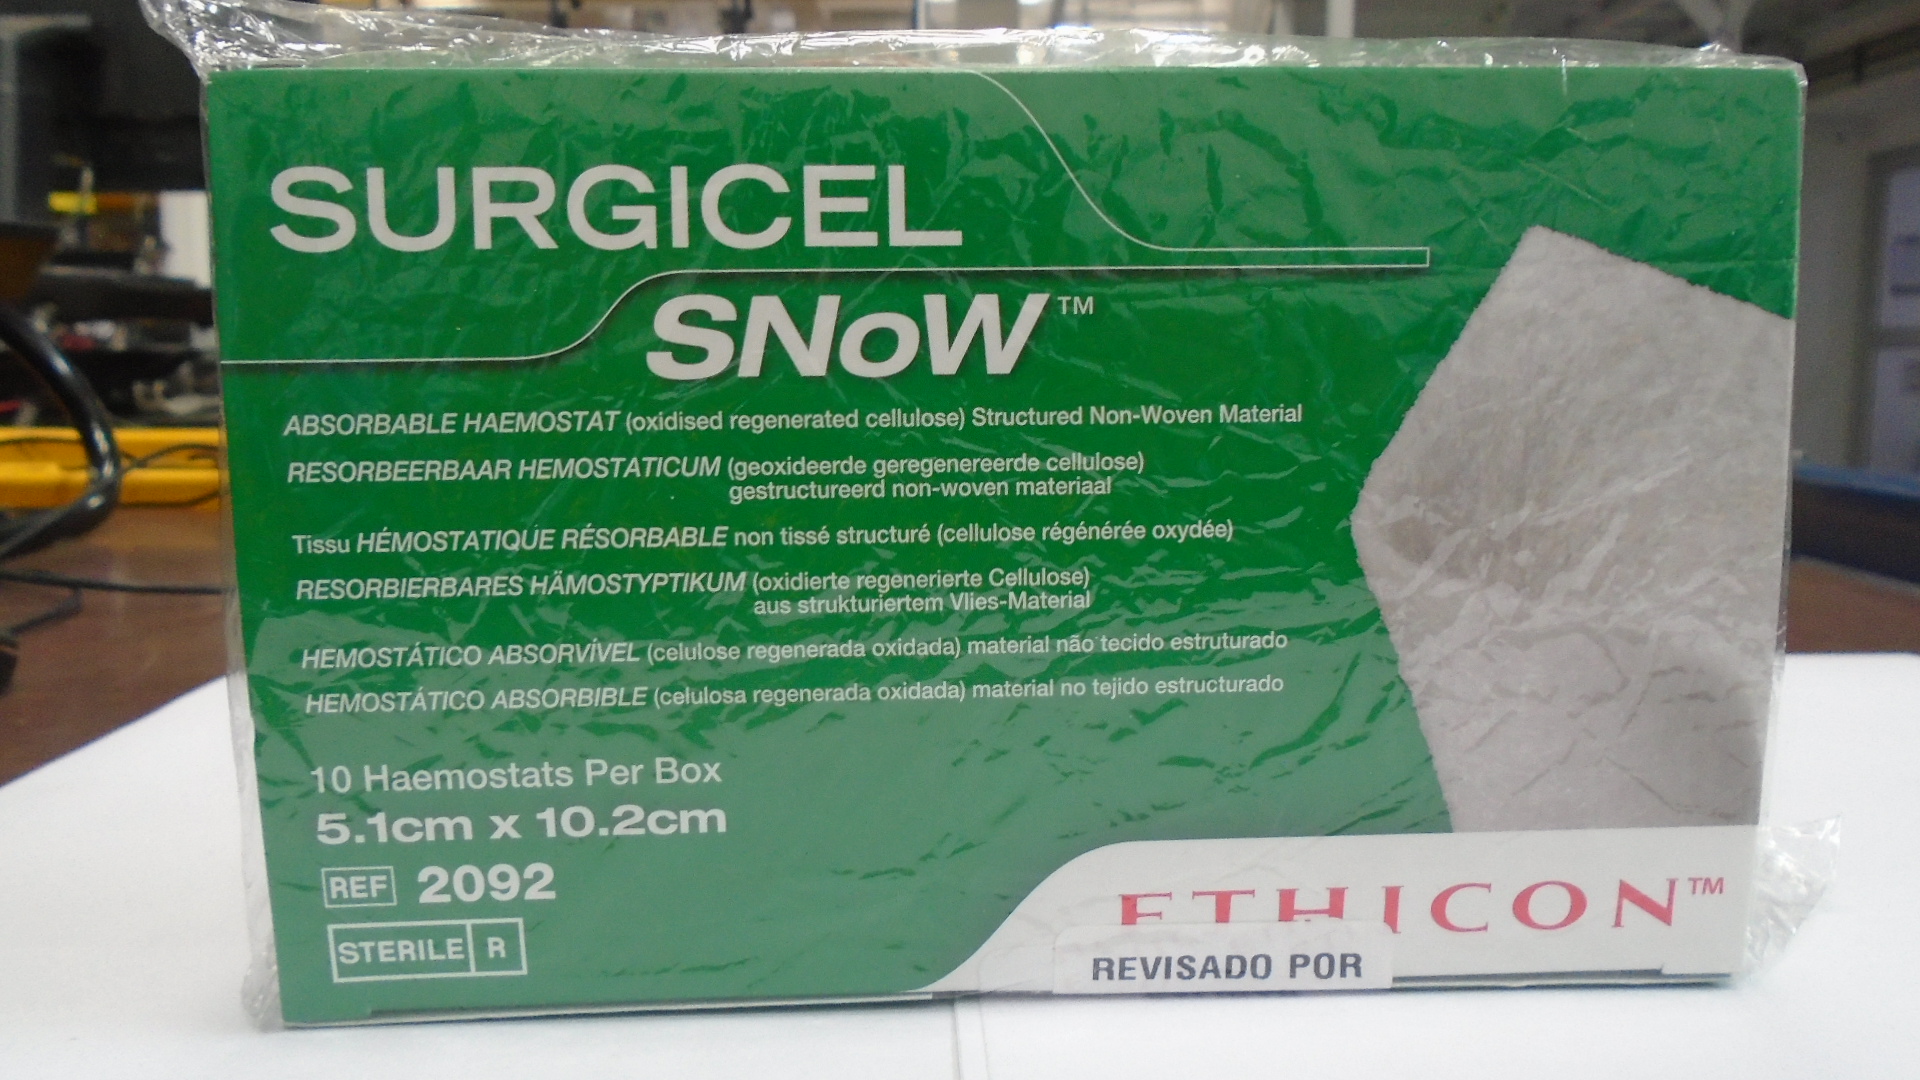 SURGICEL
SNoW™
ABSORBABLE HAEMOSTAT (oxidised regenerated cellulose) Structured Non-Woven Material
RESORBEERBAAR HEMOSTATICUM (geoxideerde geregenereerde cellulose)
gestructureerd non-woven materiaal
Tissu HÉMOSTATIQUE RÉSORBABLE non tissé structuré (cellulose régénérée oxydée)
RESORBIERBARES HÄMOSTYPTIKUM (oxidierte regenerierte Cellulose)
aus strukturiertem Vlies-Material
HEMOSTÁTICO ABSORVÍVEL (celulose regenerada oxidada) material não tecido estruturado
HEMOSTÁTICO ABSORBIBLE (celulosa regenerada oxidada) material no tejido estructurado
10 Haemostats Per Box
5.1cm x 10.2cm
REF 2092
STERILE R
ETHICON™
REVISADO POR